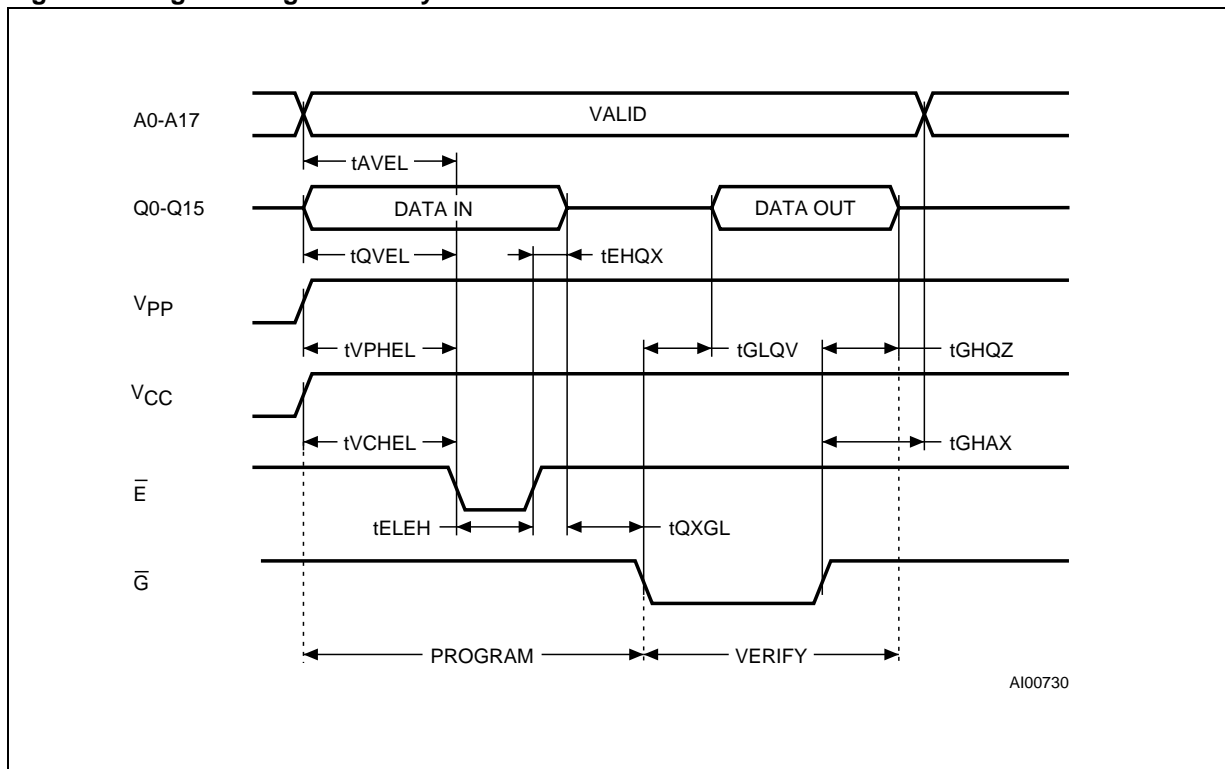 A0-A17
VALID
tAVEL
Q0-Q15
DATA IN
DATA OUT
tQVEL
tEHQX
VPP
tVPHEL
tGLQV
tGHQZ
VCC
tVCHEL
tGHAX
E̅
tELEH
tQXGL
G̅
PROGRAM
VERIFY
AI00730